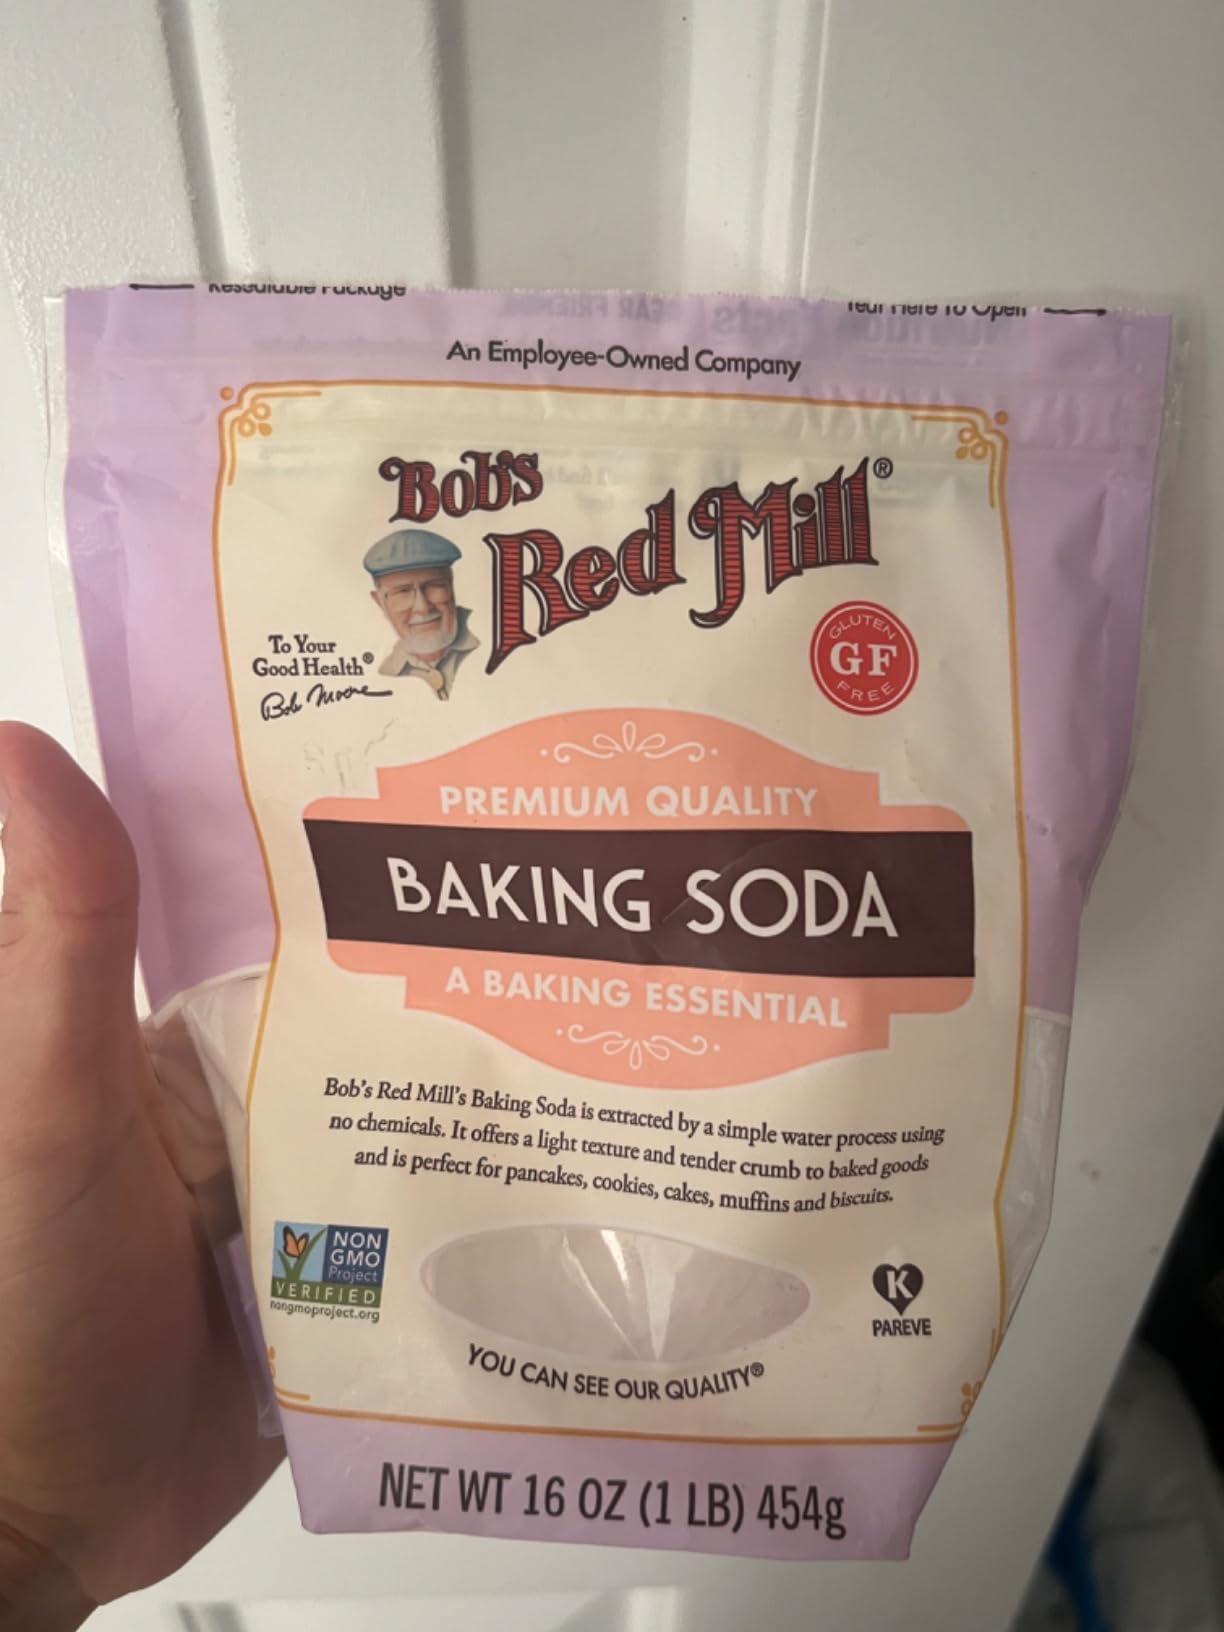 Resealable Package
Tear Here To Open
An Employee-Owned Company
Bob's
Red Mill®
To Your
Good Health®
Bob Moore
GLUTEN
GF
FREE
PREMIUM QUALITY
BAKING SODA
A BAKING ESSENTIAL
Bob's Red Mill's Baking Soda is extracted by a simple water process using
no chemicals. It offers a light texture and tender crumb to baked goods
and is perfect for pancakes, cookies, cakes, muffins and biscuits.
NON
GMO
Project
VERIFIED
nongmoproject.org
K
PAREVE
YOU CAN SEE OUR QUALITY®
NET WT 16 OZ (1 LB) 454g